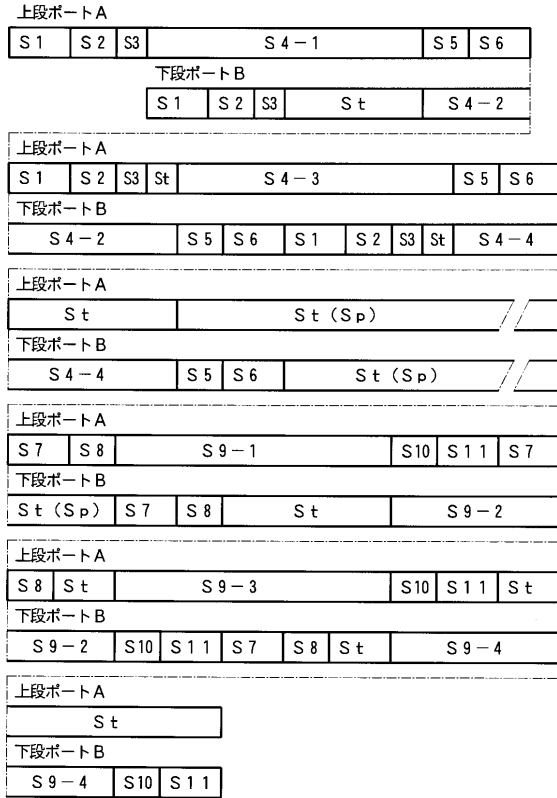 上段ポートA
S1 S2 S3 S4-1 S5 S6
下段ポートB
S1 S2 S3 St S4-2
上段ポートA
S1 S2 S3 St S4-3 S5 S6
下段ポートB
S4-2 S5 S6 S1 S2 S3 St S4-4
上段ポートA
St St(Sp)
下段ポートB
S4-4 S5 S6 St(Sp)
上段ポートA
S7 S8 S9-1 S10 S11 S7
下段ポートB
St(Sp) S7 S8 St S9-2
上段ポートA
S8 St S9-3 S10 S11 St
下段ポートB
S9-2 S10 S11 S7 S8 St S9-4
上段ポートA
St
下段ポートB
S9-4 S10 S11